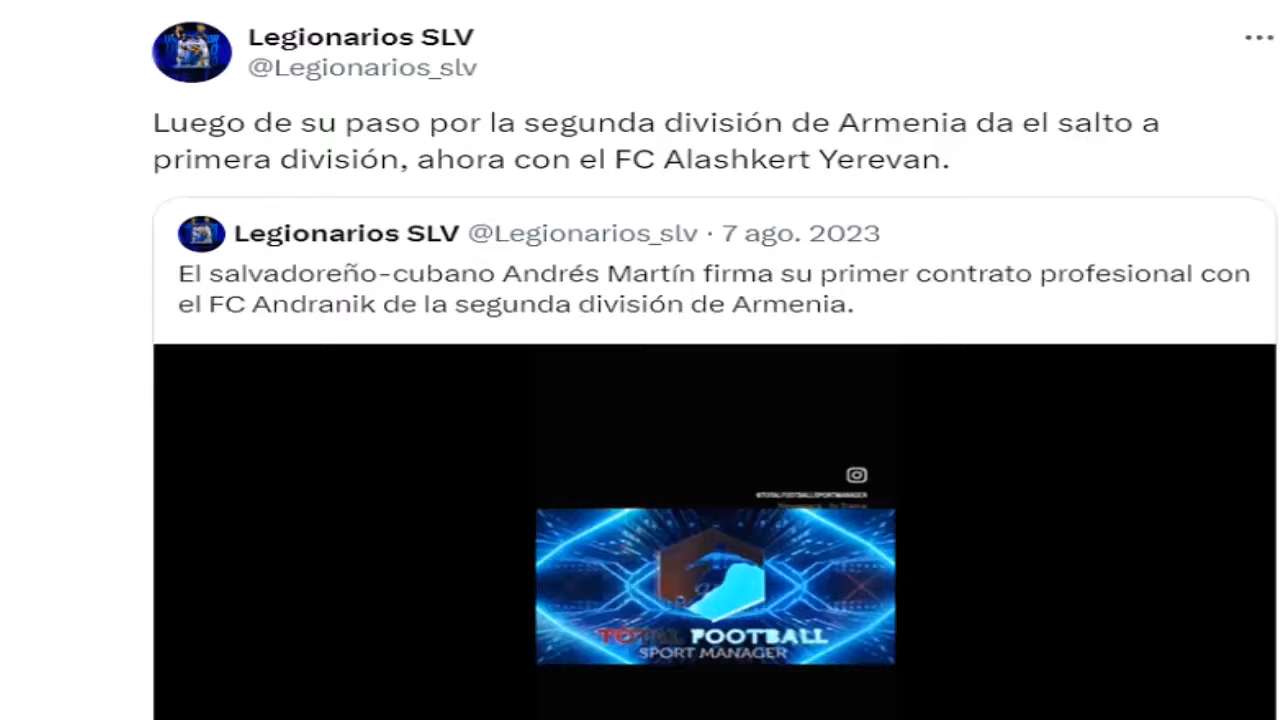 Legionarios SLV
@Legionarios_slv
Luego de su paso por la segunda división de Armenia da el salto a
primera división, ahora con el FC Alashkert Yerevan.
Legionarios SLV @Legionarios_slv · 7 ago. 2023
El salvadoreño-cubano Andrés Martín firma su primer contrato profesional con
el FC Andranik de la segunda división de Armenia.
@TOTALFOOTBALLSPORTMANAGER
TOTAL FOOTBALL
SPORT MANAGER